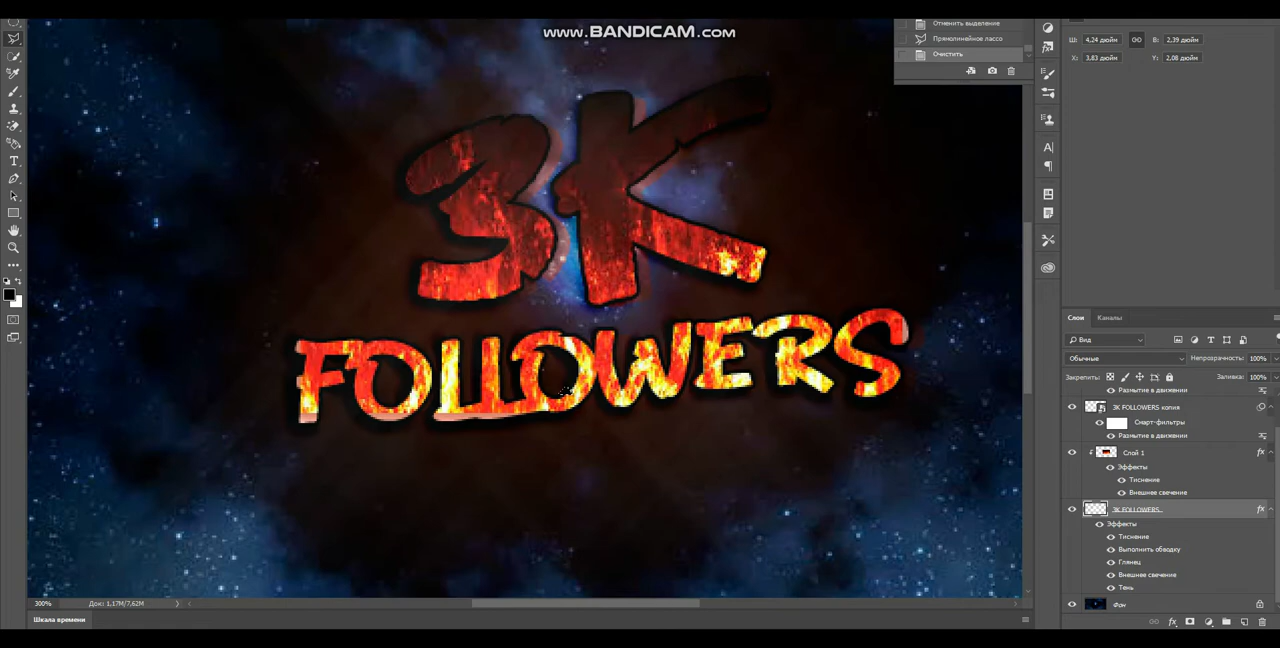 www.BANDICAM.com
Отменить выделение
Прямолинейное лассо
Очистить
Ш: 4,24 дюйм В: 2,39 дюйм
X: 3,83 дюйм Y: 2,08 дюйм
3K
FOLLOWERS
Слои Каналы
Вид
Обычные Непрозрачность: 100%
Закрепить: Заливка: 100%
Размытие в движении
3K FOLLOWERS копия
Смарт-фильтры
Размытие в движении
Слой 1 fx
Эффекты
Тиснение
Внешнее свечение
3K FOLLOWERS fx
Эффекты
Тиснение
Выполнить обводку
Глянец
Внешнее свечение
Тень
Фон
300% Док: 1,17M/7,62M
Шкала времени